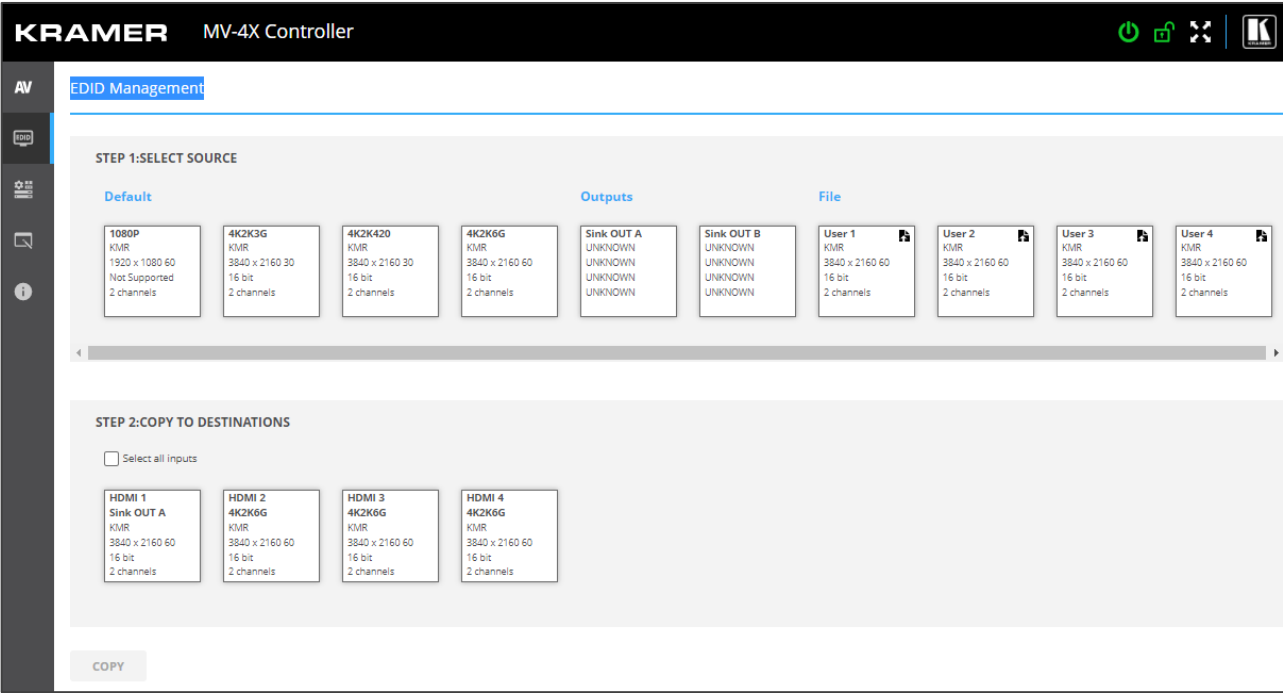 KRAMER MV-4X Controller
KRAMER
AV
EDID Management
EDID
STEP 1:SELECT SOURCE
Default Outputs File
1080P
KMR
1920 x 1080 60
Not Supported
2 channels
4K2K3G
KMR
3840 x 2160 30
16 bit
2 channels
4K2K420
KMR
3840 x 2160 30
16 bit
2 channels
4K2K6G
KMR
3840 x 2160 60
16 bit
2 channels
Sink OUT A
UNKNOWN
UNKNOWN
UNKNOWN
UNKNOWN
Sink OUT B
UNKNOWN
UNKNOWN
UNKNOWN
UNKNOWN
User 1
KMR
3840 x 2160 60
16 bit
2 channels
User 2
KMR
3840 x 2160 60
16 bit
2 channels
User 3
KMR
3840 x 2160 60
16 bit
2 channels
User 4
KMR
3840 x 2160 60
16 bit
2 channels
STEP 2:COPY TO DESTINATIONS
Select all inputs
HDMI 1
Sink OUT A
KMR
3840 x 2160 60
16 bit
2 channels
HDMI 2
4K2K6G
KMR
3840 x 2160 60
16 bit
2 channels
HDMI 3
4K2K6G
KMR
3840 x 2160 60
16 bit
2 channels
HDMI 4
4K2K6G
KMR
3840 x 2160 60
16 bit
2 channels
COPY